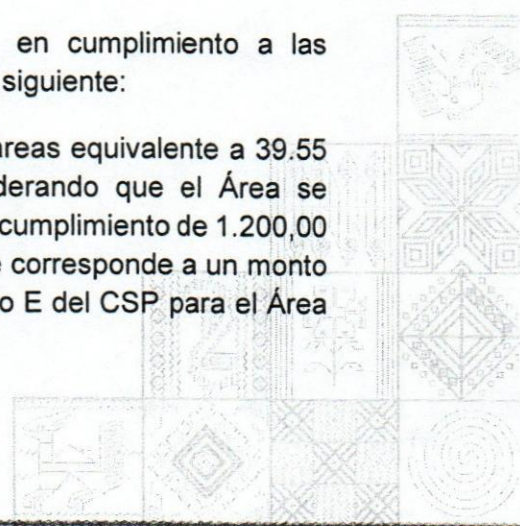 en cumplimiento a las
siguiente:
áreas equivalente a 39.55
derando que el Área se
cumplimiento de 1.200,00
corresponde a un monto
o E del CSP para el Área